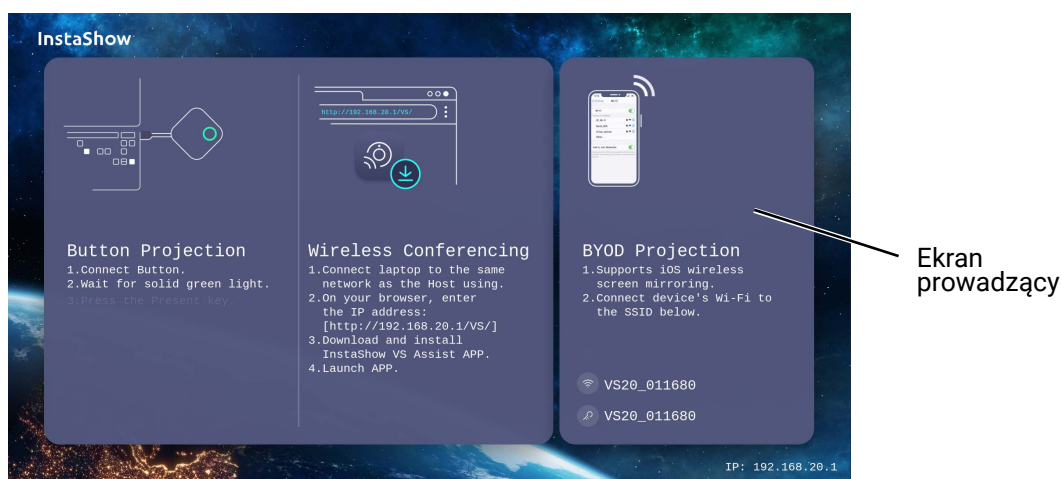 InstaShow
http://192.168.20.1/VS/
Button Projection
1.Connect Button.
2.Wait for solid green light.
3.Press the Present key.
Wireless Conferencing
1.Connect laptop to the same
network as the Host using.
2.On your browser, enter
the IP address:
[http://192.168.20.1/VS/]
3.Download and install
InstaShow VS Assist APP.
4.Launch APP.
BYOD Projection
1.Supports iOS wireless
screen mirroring.
2.Connect device's Wi-Fi to
the SSID below.
VS20_011680
VS20_011680
IP: 192.168.20.1
Ekran
prowadzący